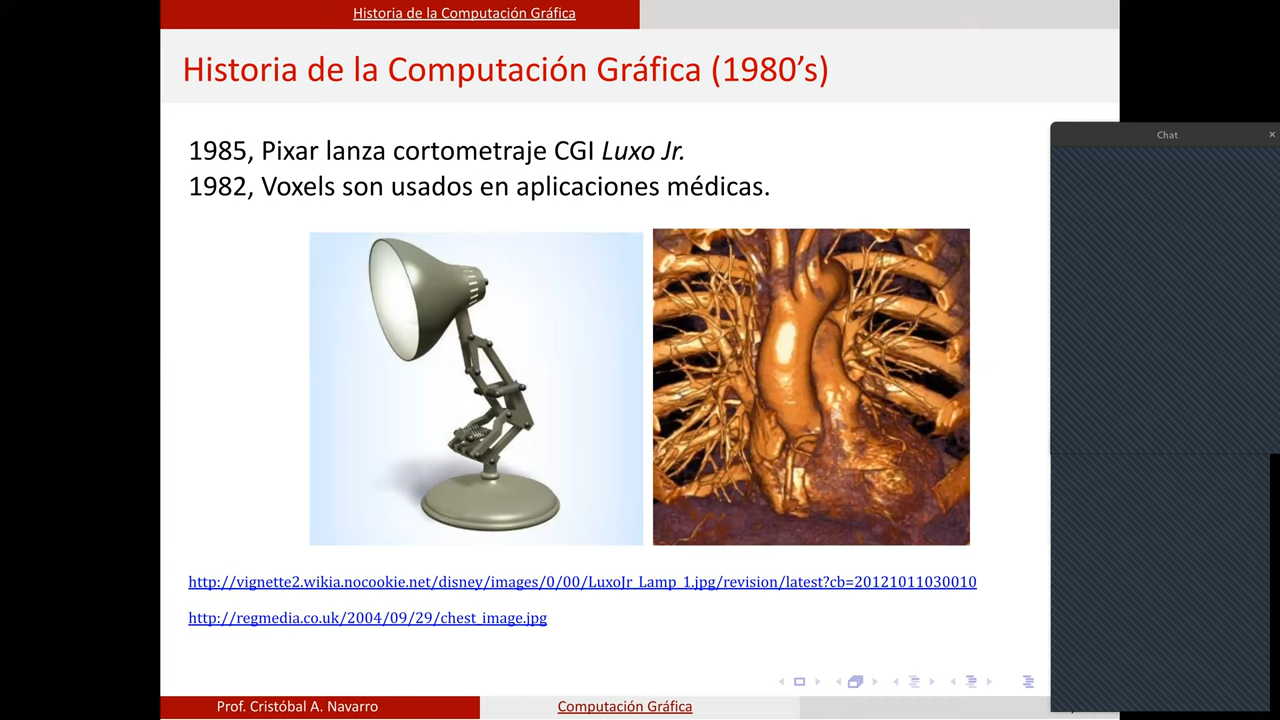 Historia de la Computación Gráfica
Historia de la Computación Gráfica (1980’s)
1985, Pixar lanza cortometraje CGI Luxo Jr.
1982, Voxels son usados en aplicaciones médicas.
Chat
http://vignette2.wikia.nocookie.net/disney/images/0/00/LuxoJr_Lamp_1.jpg/revision/latest?cb=20121011030010
http://regmedia.co.uk/2004/09/29/chest_image.jpg
Prof. Cristóbal A. Navarro
Computación Gráfica